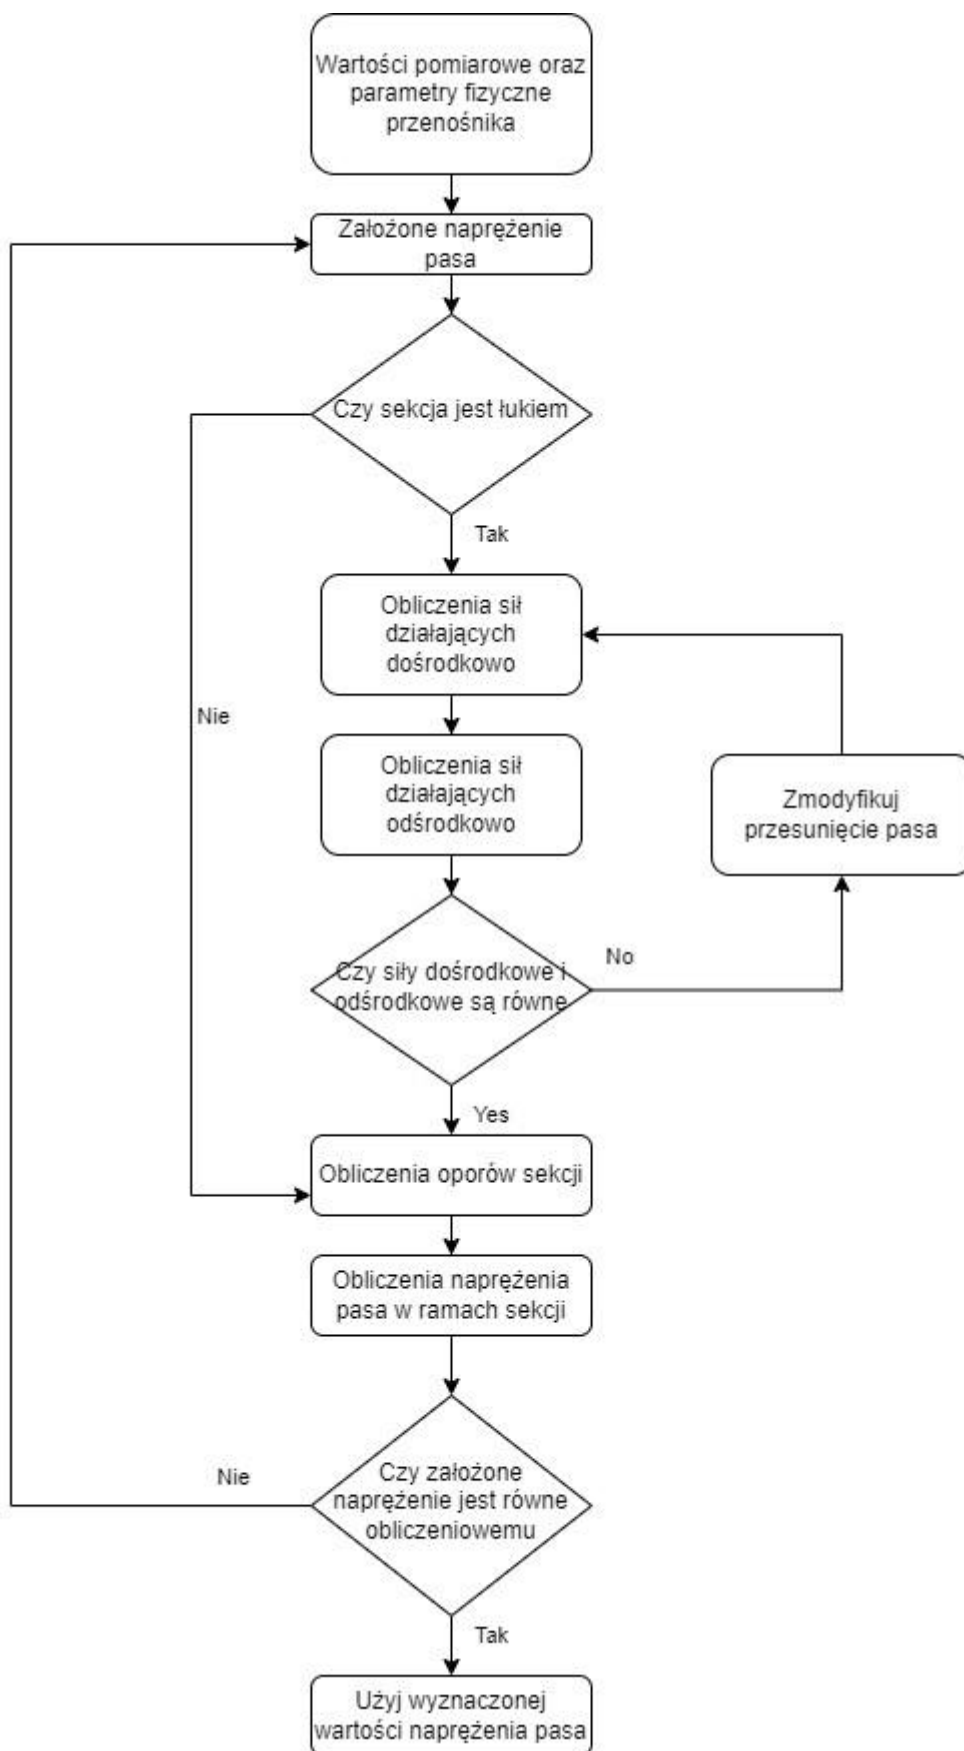 Wartości pomiarowe oraz
parametry fizyczne
przenośnika
Założone naprężenie
pasa
Czy sekcja jest łukiem
Tak
Obliczenia sił
działających
dośrodkowo
Nie
Obliczenia sił
działających
odśrodkowo
Zmodyfikuj
przesunięcie pasa
Czy siły dośrodkowe i
odśrodkowe są równe
No
Yes
Obliczenia oporów sekcji
Obliczenia naprężenia
pasa w ramach sekcji
Czy założone
naprężenie jest równe
obliczeniowemu
Nie
Tak
Użyj wyznaczonej
wartości naprężenia pasa